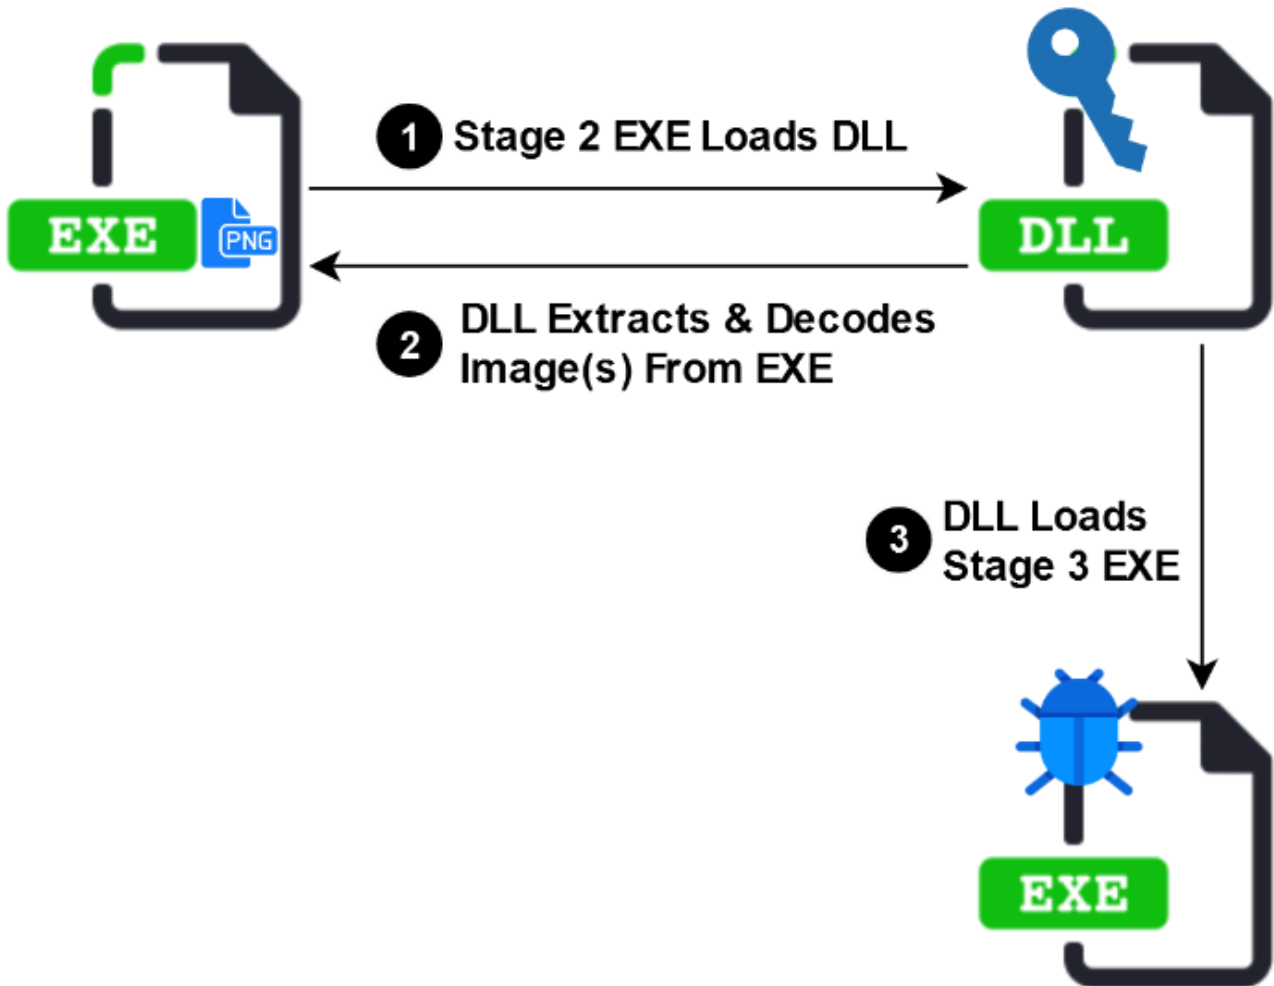 1 Stage 2 EXE Loads DLL
EXE
PNG
DLL
2 DLL Extracts & Decodes
Image(s) From EXE
3 DLL Loads
Stage 3 EXE
EXE